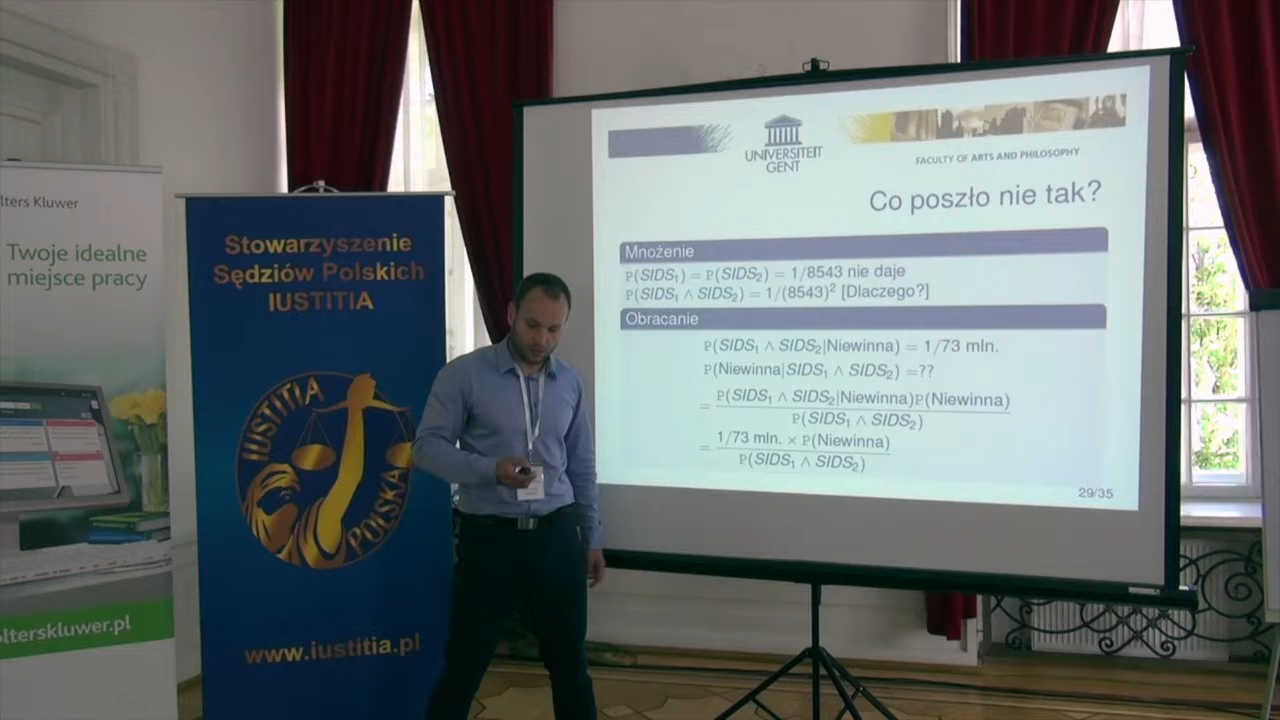 lters Kluwer
Twoje idealne
miejsce pracy
olterskluwer.pl
Stowarzyszenie
Sędziów Polskich
IUSTITIA
IUSTITIA
POLSKA
www.iustitia.pl
UNIVERSITEIT
GENT
FACULTY OF ARTS AND PHILOSOPHY
Co poszło nie tak?
Mnożenie
P(SIDS₁) = P(SIDS₂) = 1/8543 nie daje
P(SIDS₁ ∧ SIDS₂) = 1/(8543)² [Dlaczego?]
Obracanie
P(SIDS₁ ∧ SIDS₂|Niewinna) = 1/73 mln.
P(Niewinna|SIDS₁ ∧ SIDS₂) =??
= P(SIDS₁ ∧ SIDS₂|Niewinna)P(Niewinna)
P(SIDS₁ ∧ SIDS₂)
= 1/73 mln. × P(Niewinna)
P(SIDS₁ ∧ SIDS₂)
29/35